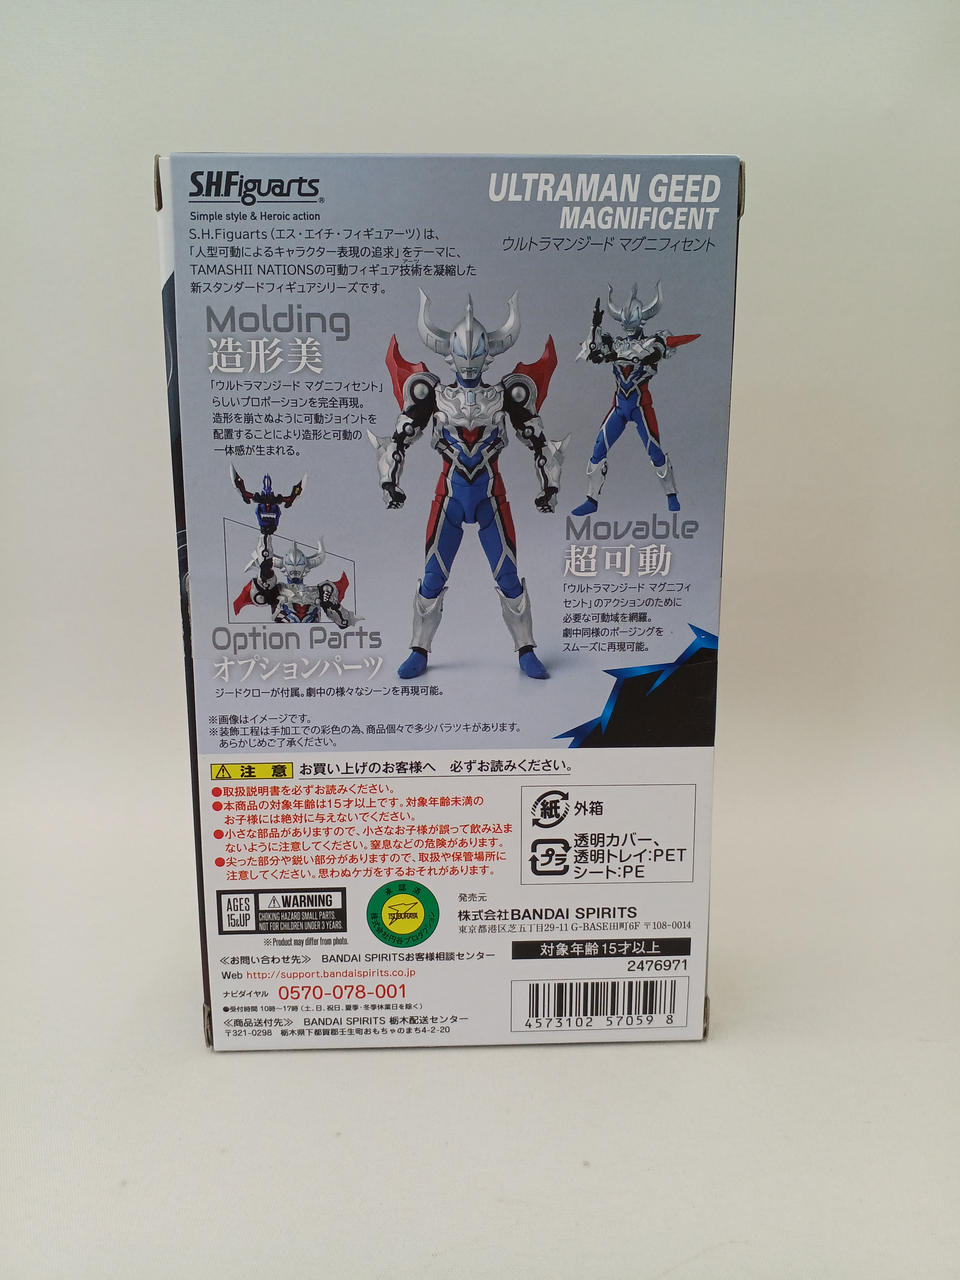 S.H.Figuarts®
Simple style & Heroic action
ULTRAMAN GEED
MAGNIFICENT
ウルトラマンジード マグニフィセント
S.H.Figuarts（エス・エイチ・フィギュアーツ）は、
「人型可動によるキャラクター表現の追求」をテーマに、
アーツ
TAMASHII NATIONSの可動フィギュア技術を凝縮した
新スタンダードフィギュアシリーズです。
Molding
造形美
「ウルトラマンジード マグニフィセント」
らしいプロポーションを完全再現。
造形を崩さぬように可動ジョイントを
配置することにより造形と可動の
一体感が生まれる。
Movable
超可動
「ウルトラマンジード マグニフィ
セント」のアクションのために
必要な可動域を網羅。
劇中同様のポージングを
スムーズに再現可能。
Option Parts
オプションパーツ
ジードクローが付属。劇中の様々なシーンを再現可能。
※画像はイメージです。
※装飾工程は手加工での彩色の為、商品個々で多少バラツキがあります。
あらかじめご了承ください。
注意 お買い上げのお客様へ 必ずお読みください。
●取扱説明書を必ずお読みください。
●本商品の対象年齢は15才以上です。対象年齢未満の
お子様には絶対に与えないでください。
●小さな部品がありますので、小さなお子様が誤って飲み込ま
ないように注意してください。窒息などの危険があります。
●尖った部分や鋭い部分がありますので、取扱や保管場所に
注意してください。思わぬケガをするおそれがあります。
紙 外箱
プラ 透明カバー、
透明トレイ:PET
シート:PE
AGES
15&UP
WARNING
CHOKING HAZARD-SMALL PARTS.
NOT FOR CHILDREN UNDER 3 YEARS.
※Product may differ from photo.
承認済
TSUBURAYA
株式会社円谷プロダクション
発売元
株式会社BANDAI SPIRITS
東京都港区芝五丁目29-11 G-BASE田町6F 〒108-0014
対象年齢15才以上
2476971
≪お問い合わせ先≫ BANDAI SPIRITSお客様相談センター
Web http://support.bandaispirits.co.jp
ナビダイヤル 0570-078-001
●受付時間 10時〜17時（土、日、祝日、夏季・冬季休業日を除く）
≪商品送付先≫ BANDAI SPIRITS 栃木配送センター
〒321-0298 栃木県下都賀郡壬生町おもちゃのまち4-2-20
4573102 57059 8